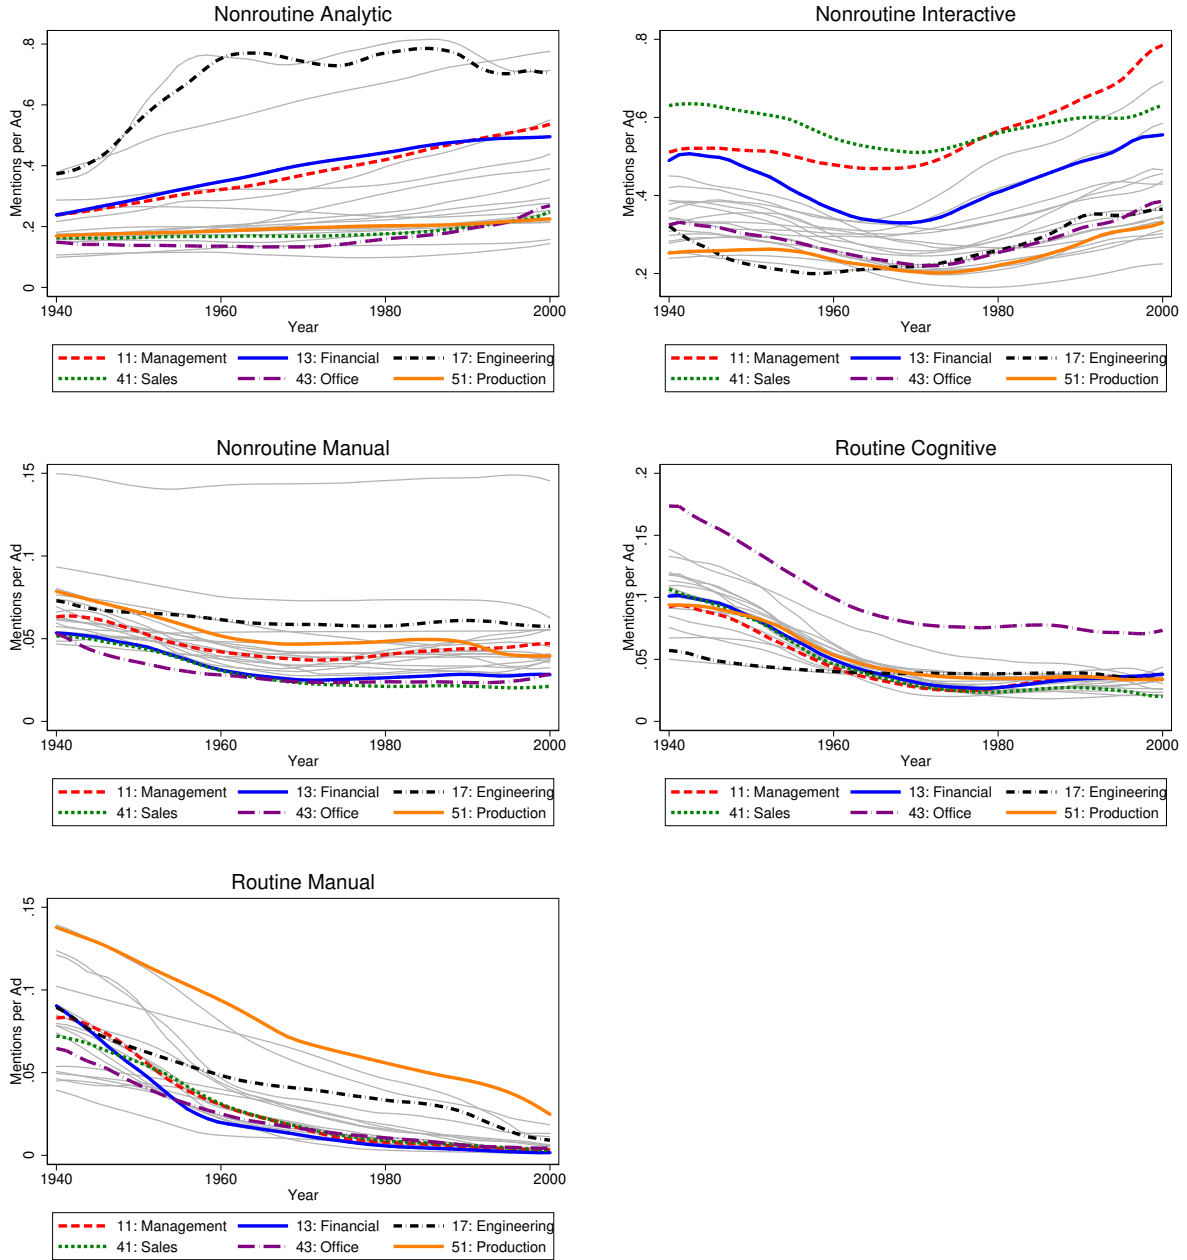 Nonroutine Analytic
Mentions per Ad
0 .2 .4 .6 .8
1940 1960 1980 2000
Year
11: Management 13: Financial 17: Engineering
41: Sales 43: Office 51: Production
Nonroutine Interactive
Mentions per Ad
.2 .4 .6 .8
1940 1960 1980 2000
Year
11: Management 13: Financial 17: Engineering
41: Sales 43: Office 51: Production
Nonroutine Manual
Mentions per Ad
0 .05 .1 .15
1940 1960 1980 2000
Year
11: Management 13: Financial 17: Engineering
41: Sales 43: Office 51: Production
Routine Cognitive
Mentions per Ad
0 .05 .1 .15 .2
1940 1960 1980 2000
Year
11: Management 13: Financial 17: Engineering
41: Sales 43: Office 51: Production
Routine Manual
Mentions per Ad
0 .05 .1 .15
1940 1960 1980 2000
Year
11: Management 13: Financial 17: Engineering
41: Sales 43: Office 51: Production